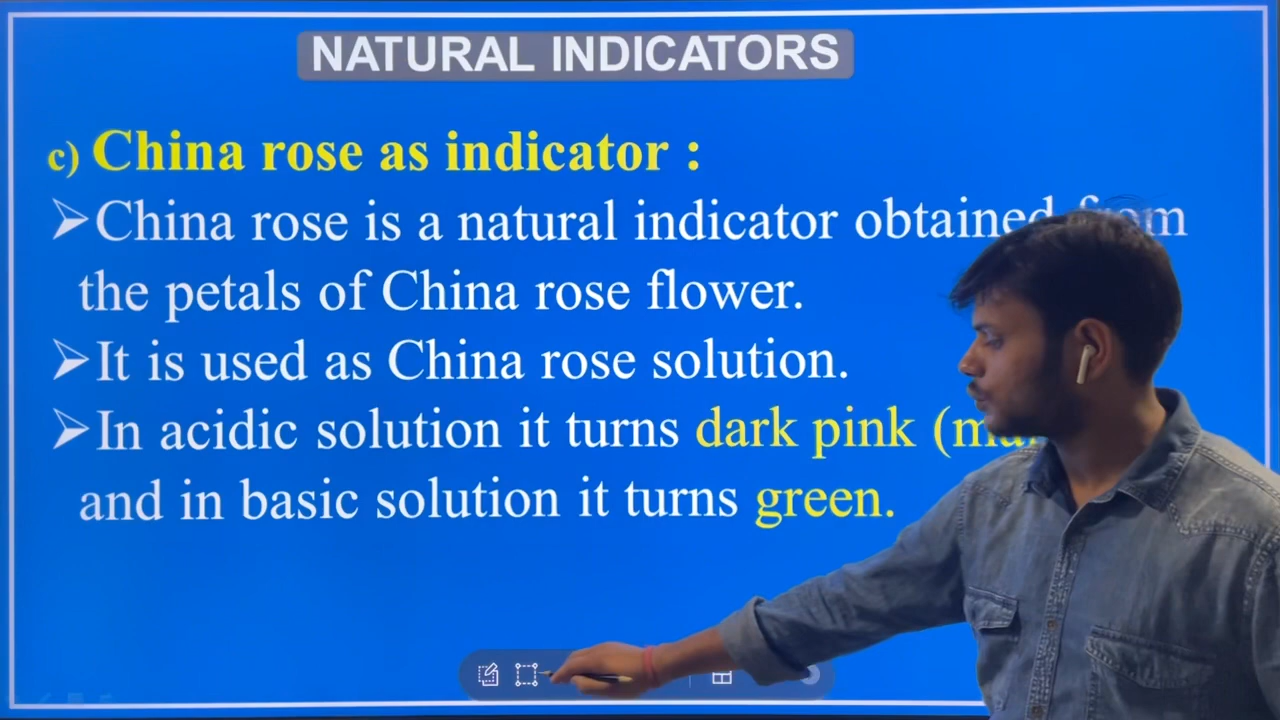 NATURAL INDICATORS
c) China rose as indicator :
➢China rose is a natural indicator obtained from
the petals of China rose flower.
➢It is used as China rose solution.
➢In acidic solution it turns dark pink
and in basic solution it turns green.